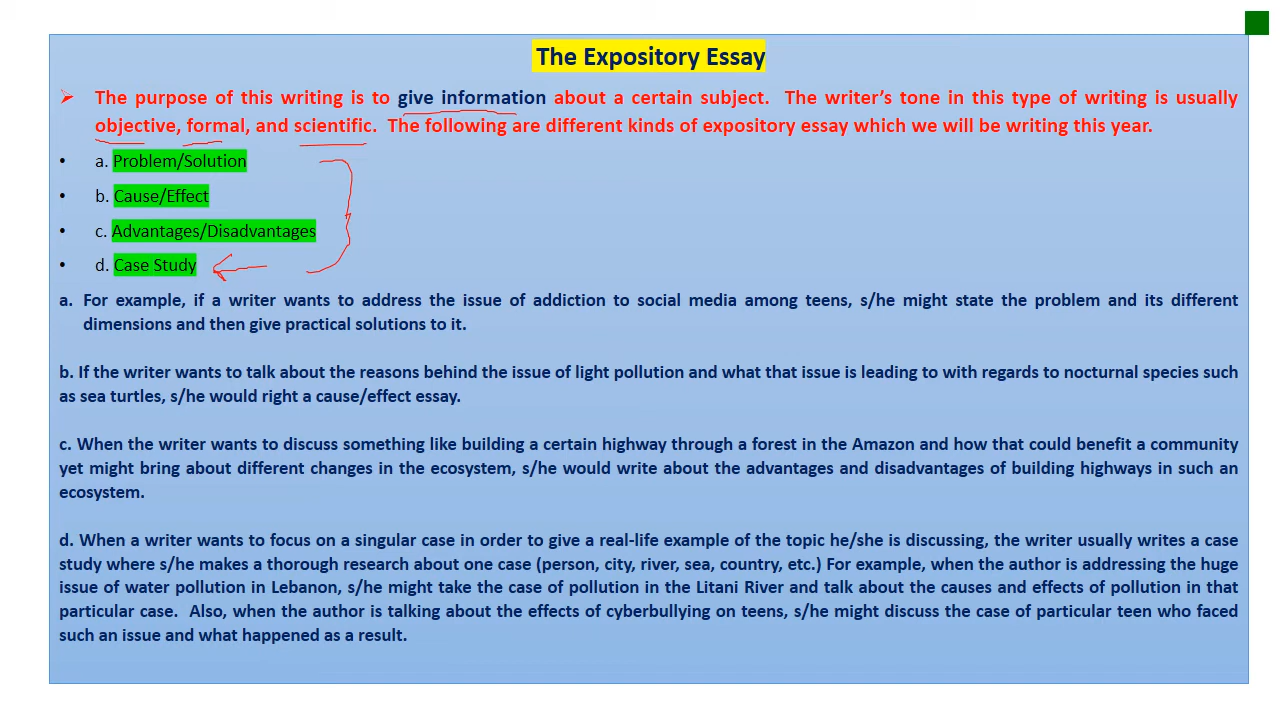 The Expository Essay
➢ The purpose of this writing is to give information about a certain subject. The writer's tone in this type of writing is usually
objective, formal, and scientific. The following are different kinds of expository essay which we will be writing this year.
• a. Problem/Solution
• b. Cause/Effect
• c. Advantages/Disadvantages
• d. Case Study
a. For example, if a writer wants to address the issue of addiction to social media among teens, s/he might state the problem and its different
dimensions and then give practical solutions to it.
b. If the writer wants to talk about the reasons behind the issue of light pollution and what that issue is leading to with regards to nocturnal species such
as sea turtles, s/he would right a cause/effect essay.
c. When the writer wants to discuss something like building a certain highway through a forest in the Amazon and how that could benefit a community
yet might bring about different changes in the ecosystem, s/he would write about the advantages and disadvantages of building highways in such an
ecosystem.
d. When a writer wants to focus on a singular case in order to give a real-life example of the topic he/she is discussing, the writer usually writes a case
study where s/he makes a thorough research about one case (person, city, river, sea, country, etc.) For example, when the author is addressing the huge
issue of water pollution in Lebanon, s/he might take the case of pollution in the Litani River and talk about the causes and effects of pollution in that
particular case. Also, when the author is talking about the effects of cyberbullying on teens, s/he might discuss the case of particular teen who faced
such an issue and what happened as a result.